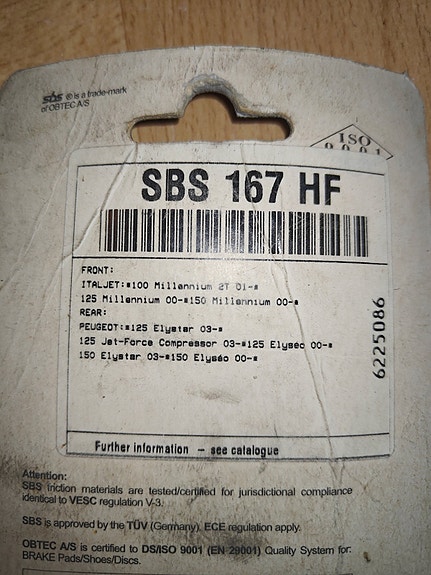 sbs ® is a trade-mark
of OBTEC A/S
ISO
9001
SBS 167 HF
FRONT:
ITALJET:*100 Millennium 2T 01-*
125 Millennium 00-*150 Millennium 00-*
REAR:
PEUGEOT:*125 Elystar 03-*
125 Jet-Force Compressor 03-*125 Elyséo 00-*
150 Elystar 03-*150 Elyséo 00-*
6225086
Further information – see catalogue
Attention:
SBS friction materials are tested/certified for jurisdictional compliance
identical to VESC regulation V-3.
SBS is approved by the TÜV (Germany). ECE regulation apply.
OBTEC A/S is certified to DS/ISO 9001 (EN 29001) Quality System for:
BRAKE Pads/Shoes/Discs.